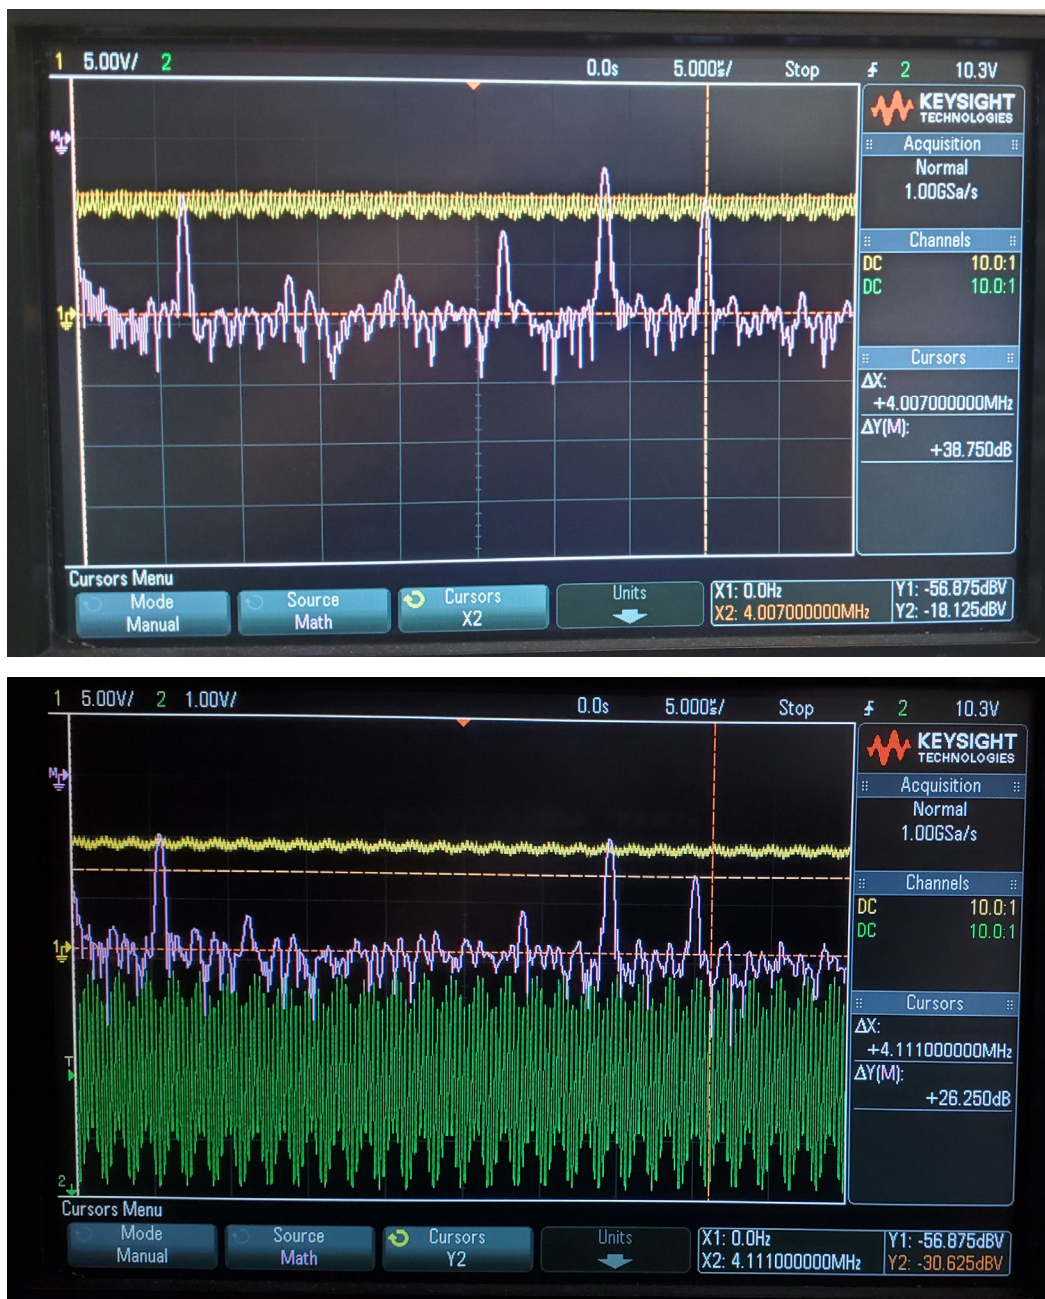 1 5.00V/ 2 0.0s 5.000µs/ Stop 2 10.3V
KEYSIGHT
TECHNOLOGIES
Acquisition
Normal
1.00GSa/s
Channels
DC 10.0:1
DC 10.0:1
Cursors
ΔX:
+4.007000000MHz
ΔY(M):
+38.750dB
M
1
Cursors Menu
Mode
Manual
Source
Math
Cursors
X2
Units
X1: 0.0Hz
X2: 4.007000000MHz
Y1: -56.875dBV
Y2: -18.125dBV
1 5.00V/ 2 1.00V/ 0.0s 5.000µs/ Stop 2 10.3V
KEYSIGHT
TECHNOLOGIES
Acquisition
Normal
1.00GSa/s
Channels
DC 10.0:1
DC 10.0:1
Cursors
ΔX:
+4.111000000MHz
ΔY(M):
+26.250dB
M
1
T
2
Cursors Menu
Mode
Manual
Source
Math
Cursors
Y2
Units
X1: 0.0Hz
X2: 4.111000000MHz
Y1: -56.875dBV
Y2: -30.625dBV